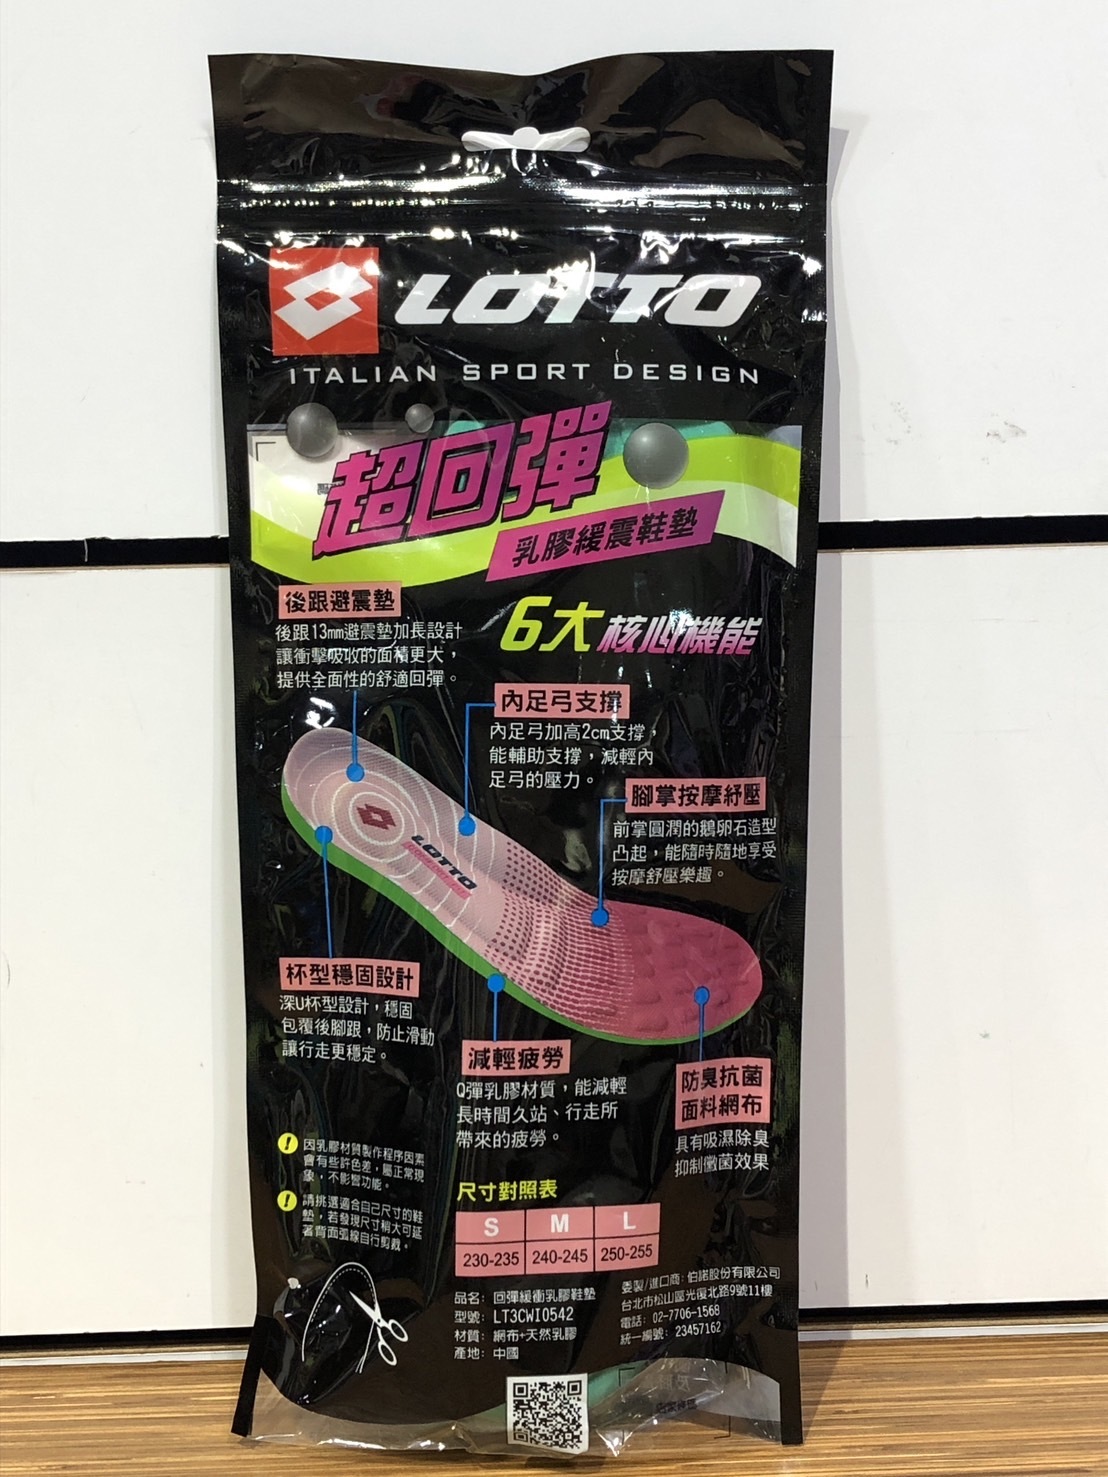 LOTTO
ITALIAN SPORT DESIGN
超回彈
乳膠緩震鞋墊
6大核心機能
後跟避震墊
後跟13mm避震墊加長設計
讓衝擊吸收的面積更大，
提供全面性的舒適回彈。
內足弓支撐
內足弓加高2cm支撐，
能輔助支撐，減輕內
足弓的壓力。
腳掌按摩紓壓
前掌圓潤的鵝卵石造型
凸起，能隨時隨地享受
按摩舒壓樂趣。
LOTTO
杯型穩固設計
深U杯型設計，穩固
包覆後腳跟，防止滑動
讓行走更穩定。
減輕疲勞
Q彈乳膠材質，能減輕
長時間久站、行走所
帶來的疲勞。
防臭抗菌
面料網布
具有吸濕除臭
抑制黴菌效果
因乳膠材質製作程序因素
會有些許色差，屬正常現
象，不影響功能。
請挑選適合自己尺寸的鞋
墊，若發現尺寸稍大可延
著背面弧線自行剪裁。
尺寸對照表
S M L
230-235 240-245 250-255
品名: 回彈緩衝乳膠鞋墊
型號: LT3CWI0542
材質: 網布+天然乳膠
產地: 中國
委製/進口商: 伯諾股份有限公司
台北市松山區光復北路9號11樓
電話: 02-7706-1568
統一編號: 23457162